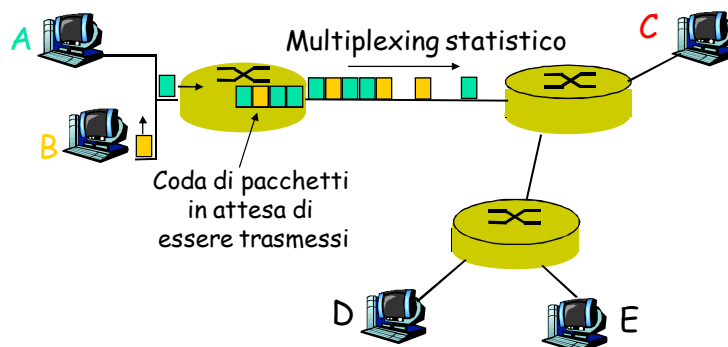 A
Multiplexing statistico
C
B
Coda di pacchetti
in attesa di
essere trasmessi
D
E